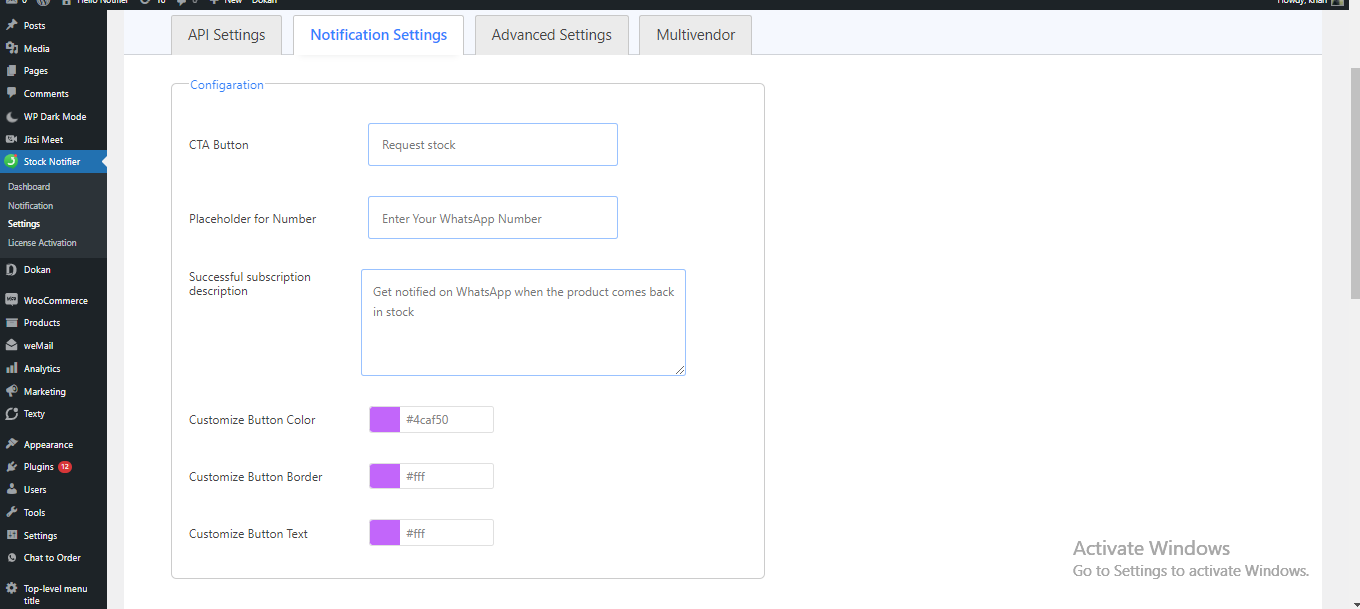 0
Hello Notifier
10
0
New
Dokan
Howdy, khan
Posts
Media
Pages
Comments
WP Dark Mode
Jitsi Meet
Stock Notifier
Dashboard
Notification
Settings
License Activation
Dokan
WooCommerce
Products
weMail
Analytics
Marketing
Texty
Appearance
Plugins 12
Users
Tools
Settings
Chat to Order
Top-level menu
title
API Settings
Notification Settings
Advanced Settings
Multivendor
Configaration
CTA Button
Request stock
Placeholder for Number
Enter Your WhatsApp Number
Successful subscription
description
Get notified on WhatsApp when the product comes back
in stock
Customize Button Color
#4caf50
Customize Button Border
#fff
Customize Button Text
#fff
Activate Windows
Go to Settings to activate Windows.